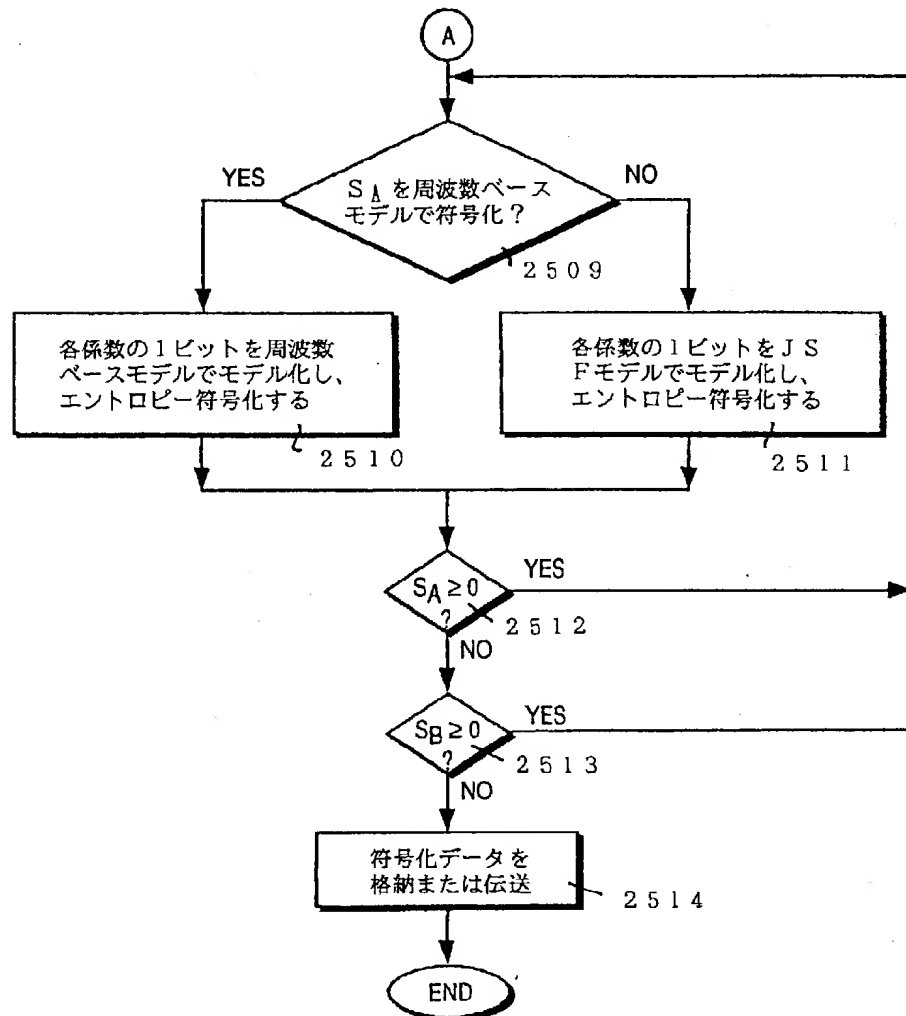 A
YES
NO
S_A を周波数ベース
モデルで符号化？
2509
各係数の1ビットを周波数
ベースモデルでモデル化し、
エントロピー符号化する
2510
各係数の1ビットをＪＳ
Ｆモデルでモデル化し、
エントロピー符号化する
2511
S_A ≥ 0
?
YES
2512
NO
S_B ≥ 0
?
YES
2513
NO
符号化データを
格納または伝送
2514
END